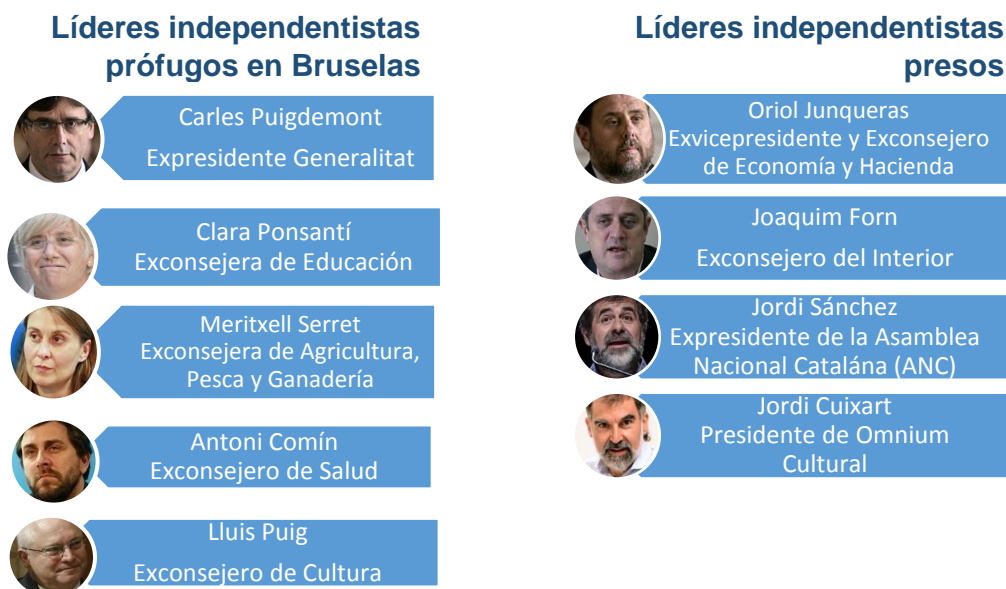 Líderes independentistas
prófugos en Bruselas
Carles Puigdemont
Expresidente Generalitat
Clara Ponsantí
Exconsejera de Educación
Meritxell Serret
Exconsejera de Agricultura,
Pesca y Ganadería
Antoni Comín
Exconsejero de Salud
Lluis Puig
Exconsejero de Cultura
Líderes independentistas
presos
Oriol Junqueras
Exvicepresidente y Exconsejero
de Economía y Hacienda
Joaquim Forn
Exconsejero del Interior
Jordi Sánchez
Expresidente de la Asamblea
Nacional Catalána (ANC)
Jordi Cuixart
Presidente de Omnium
Cultural